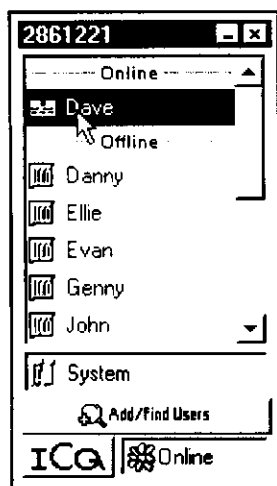 2861221
Online
Dave
Offline
Danny
Ellie
Evan
Genny
John
System
Add/Find Users
ICQ Online